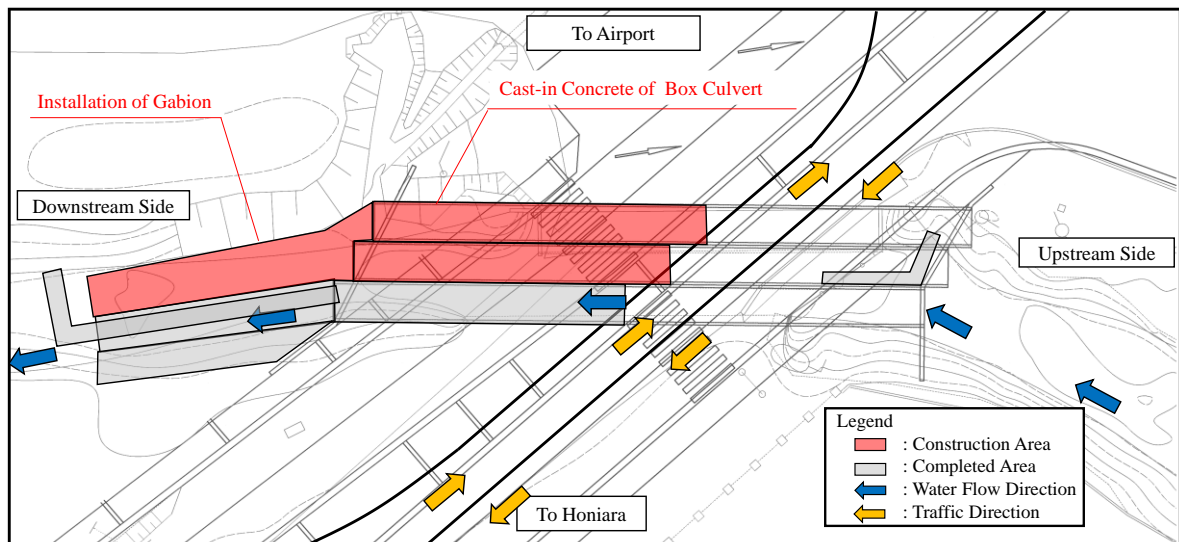 To Airport
Installation of Gabion
Cast-in Concrete of Box Culvert
Downstream Side
Upstream Side
To Honiara
Legend
: Construction Area
: Completed Area
: Water Flow Direction
: Traffic Direction